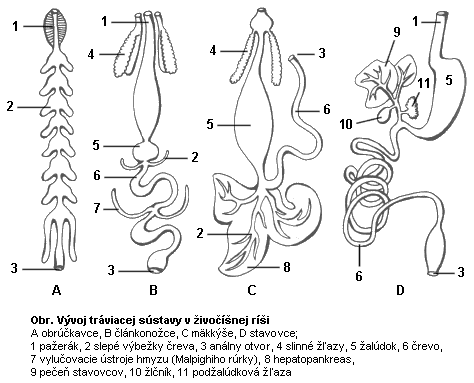 1
2
3
A
1
4
5
2
6
7
3
B
4
3
6
5
2
8
C
1
9
11
5
10
6
3
D
Obr. Vývoj tráviacej sústavy v živočíšnej ríši
A obrúčkavce, B článkonožce, C mäkkýše, D stavovce;
1 pažerák, 2 slepé výbežky čreva, 3 análny otvor, 4 slinné žľazy, 5 žalúdok, 6 črevo,
7 vylučovacie ústroje hmyzu (Malpighiho rúrky), 8 hepatopankreas,
9 pečeň stavovcov, 10 žlčník, 11 podžalúdková žľaza